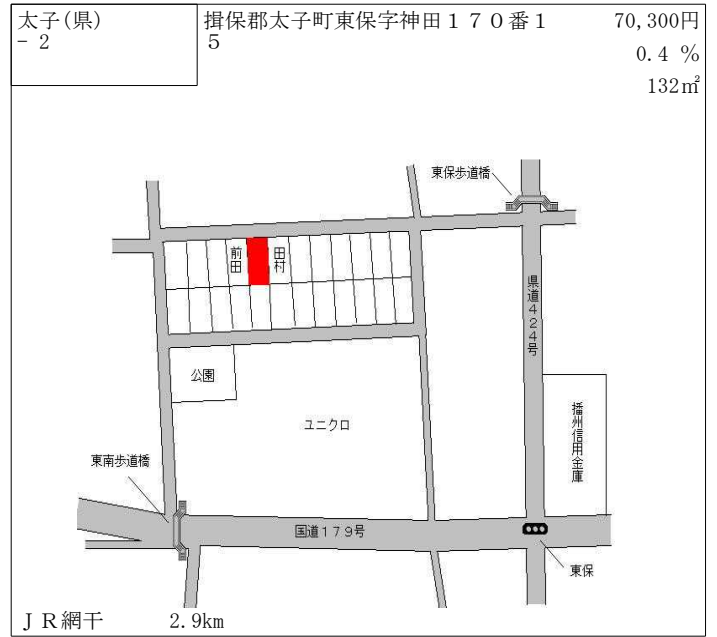 太子(県)
- 2
揖保郡太子町東保字神田１７０番１
５
70,300円
0.4 %
132㎡
東保歩道橋
前田
田村
県道４２４号
公園
ユニクロ
播州信用金庫
東南歩道橋
国道１７９号
東保
ＪＲ網干
2.9km